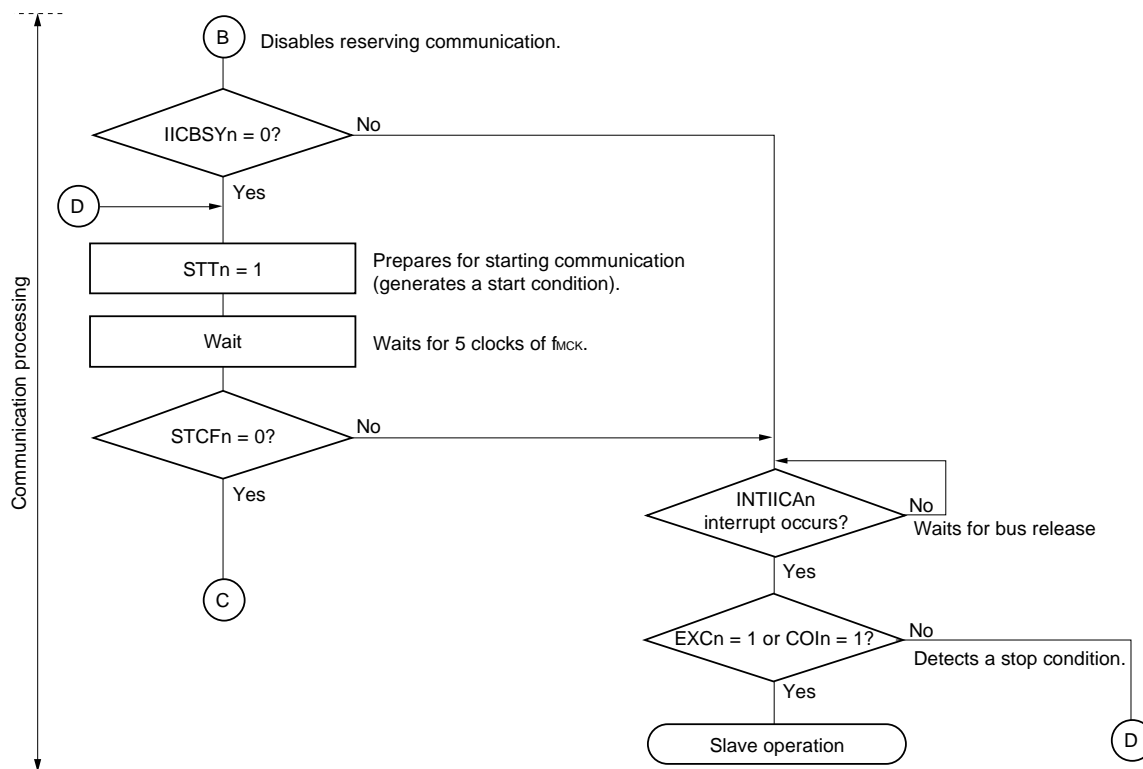 B
Disables reserving communication.
IICBSYn = 0?
No
Yes
D
STTn = 1
Prepares for starting communication
(generates a start condition).
Wait
Waits for 5 clocks of fMCK.
STCFn = 0?
No
Yes
C
INTIICAn
interrupt occurs?
No
Waits for bus release
Yes
EXCn = 1 or COIn = 1?
No
Detects a stop condition.
Yes
Slave operation
D
Communication processing